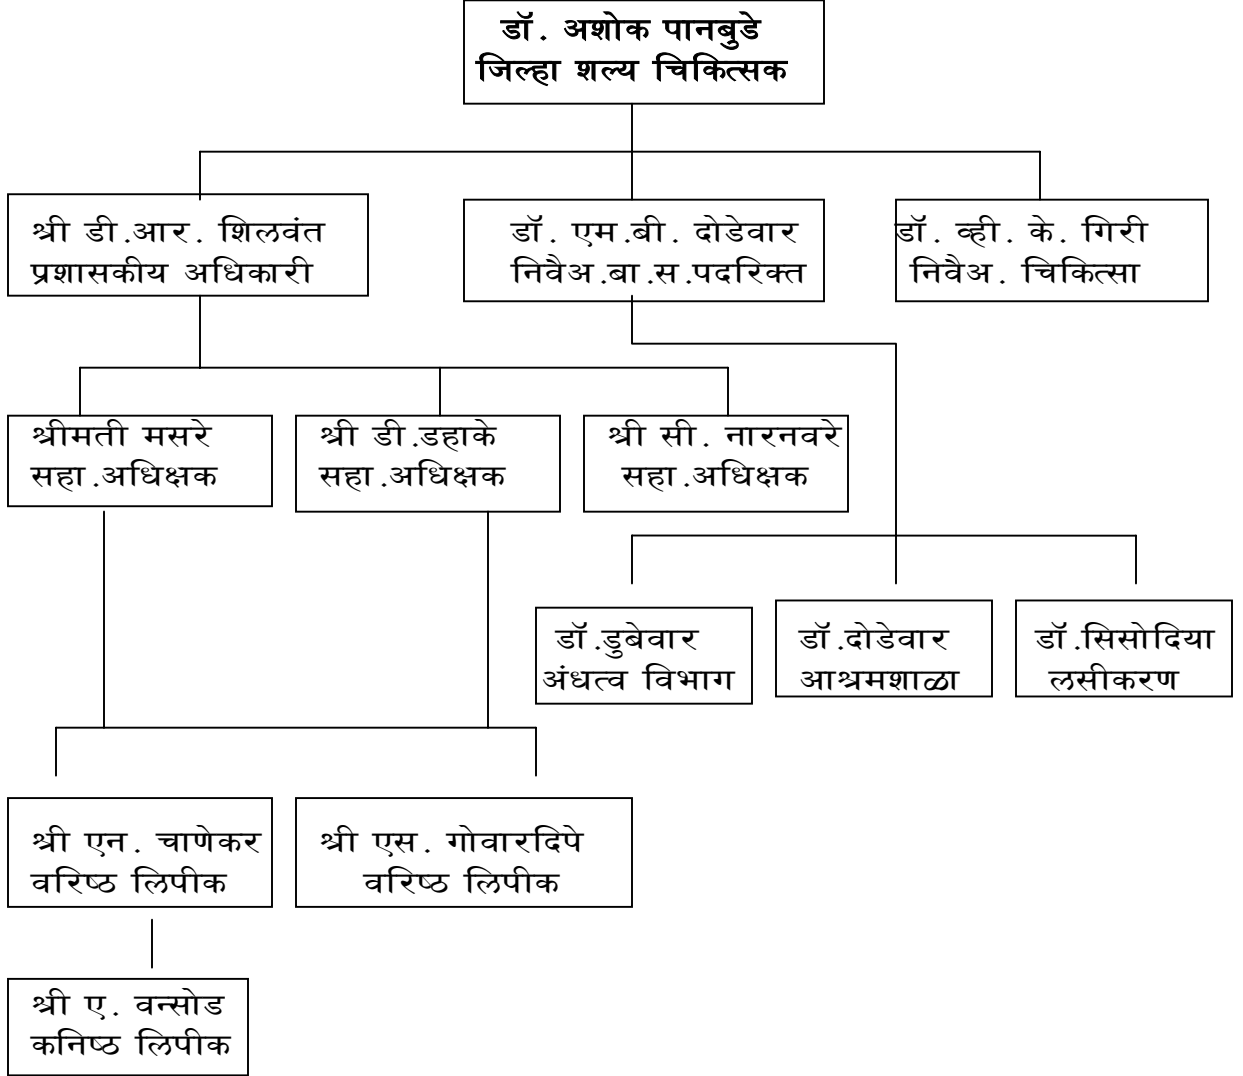 डॉ. अशोक पानबुडे
जिल्हा शल्य चिकित्सक
श्री डी.आर. शिलवंत
प्रशासकीय अधिकारी
डॉ. एम.बी. दोडेवार
निवैअ.बा.स.पदरिक्त
डॉ. व्ही. के. गिरी
निवैअ. चिकित्सा
श्रीमती मसरे
सहा.अधिक्षक
श्री डी.डहाके
सहा.अधिक्षक
श्री सी. नारनवरे
सहा.अधिक्षक
डॉ.डुबेवार
अंधत्व विभाग
डॉ.दोडेवार
आश्रमशाळा
डॉ.सिसोदिया
लसीकरण
श्री एन. चाणेकर
वरिष्ठ लिपीक
श्री एस. गोवारदिपे
वरिष्ठ लिपीक
श्री ए. वन्सोड
कनिष्ठ लिपीक